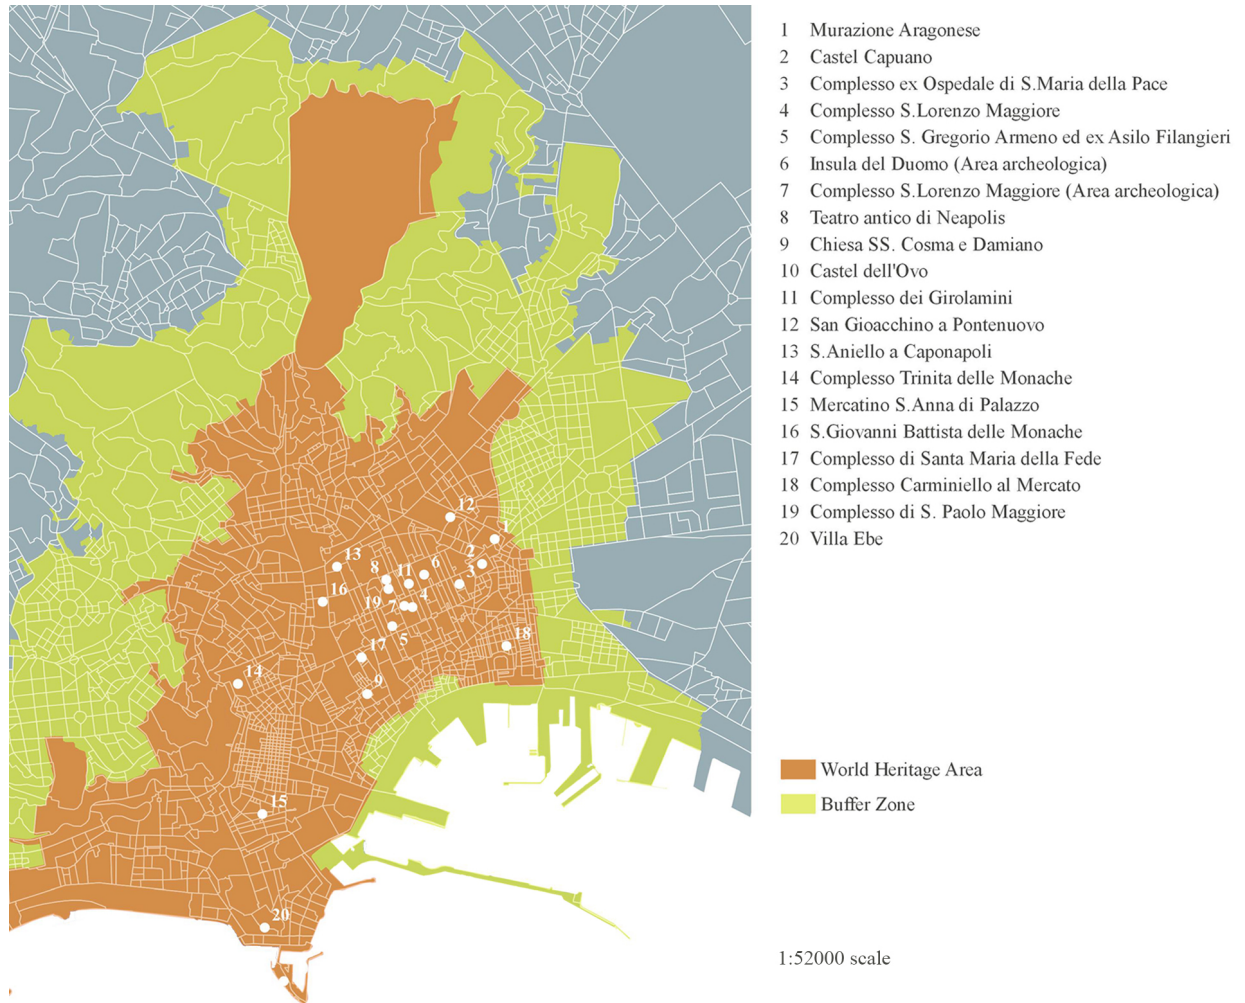 1 Murazione Aragonese
2 Castel Capuano
3 Complesso ex Ospedale di S.Maria della Pace
4 Complesso S.Lorenzo Maggiore
5 Complesso S. Gregorio Armeno ed ex Asilo Filangieri
6 Insula del Duomo (Area archeologica)
7 Complesso S.Lorenzo Maggiore (Area archeologica)
8 Teatro antico di Neapolis
9 Chiesa SS. Cosma e Damiano
10 Castel dell'Ovo
11 Complesso dei Girolamini
12 San Gioacchino a Pontenuovo
13 S.Aniello a Caponapoli
14 Complesso Trinita delle Monache
15 Mercatino S.Anna di Palazzo
16 S.Giovanni Battista delle Monache
17 Complesso di Santa Maria della Fede
18 Complesso Carminiello al Mercato
19 Complesso di S. Paolo Maggiore
20 Villa Ebe
World Heritage Area
Buffer Zone
1:52000 scale
12
1
2
13
8
11
6
3
16
19
7
4
5
18
17
14
9
15
20